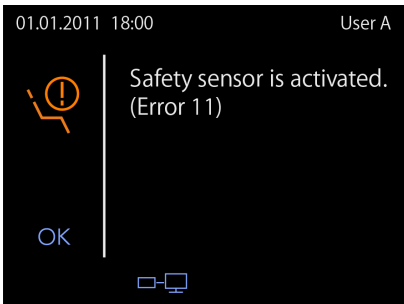 01.01.2011 18:00 User A
Safety sensor is activated.
(Error 11)
OK